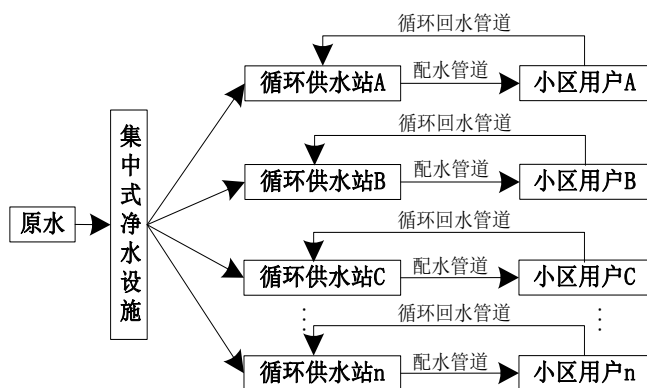 循环回水管道
循环供水站A
配水管道
小区用户A
循环回水管道
循环供水站B
配水管道
小区用户B
原水
集中式净水设施
循环回水管道
循环供水站C
配水管道
小区用户C
循环回水管道
循环供水站n
配水管道
小区用户n